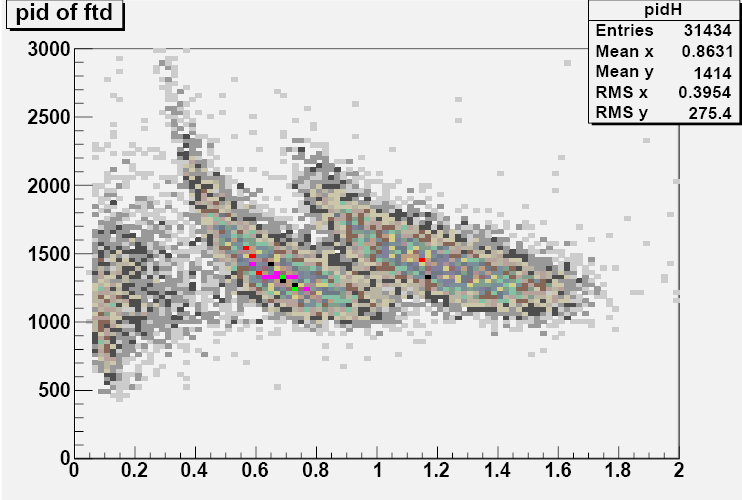 pid of ftd
pidH
Entries 31434
Mean x 0.8631
Mean y 1414
RMS x 0.3954
RMS y 275.4
3000
2500
2000
1500
1000
500
0
0 0.2 0.4 0.6 0.8 1 1.2 1.4 1.6 1.8 2